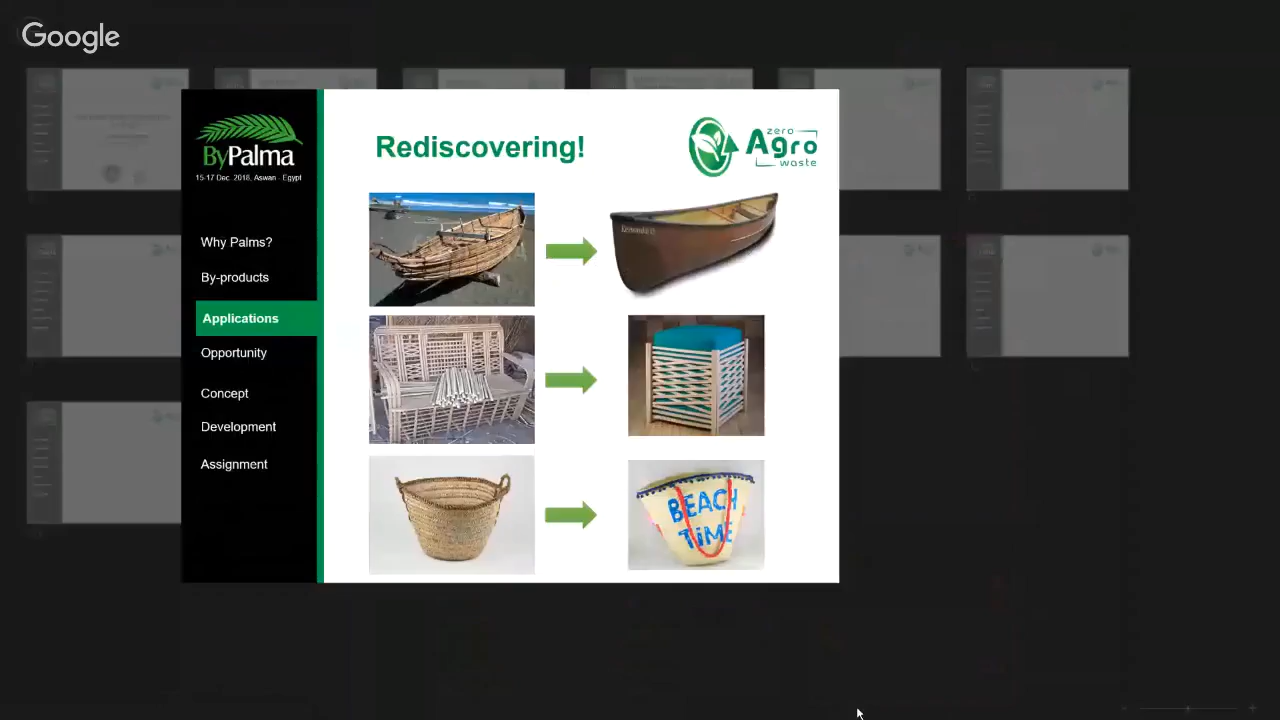 Google
ByPalma
15-17 Dec. 2018, Aswan - Egypt
Why Palms?
By-products
Applications
Opportunity
Concept
Development
Assignment
Rediscovering!
zero
Agro
waste
BEACH
TiME